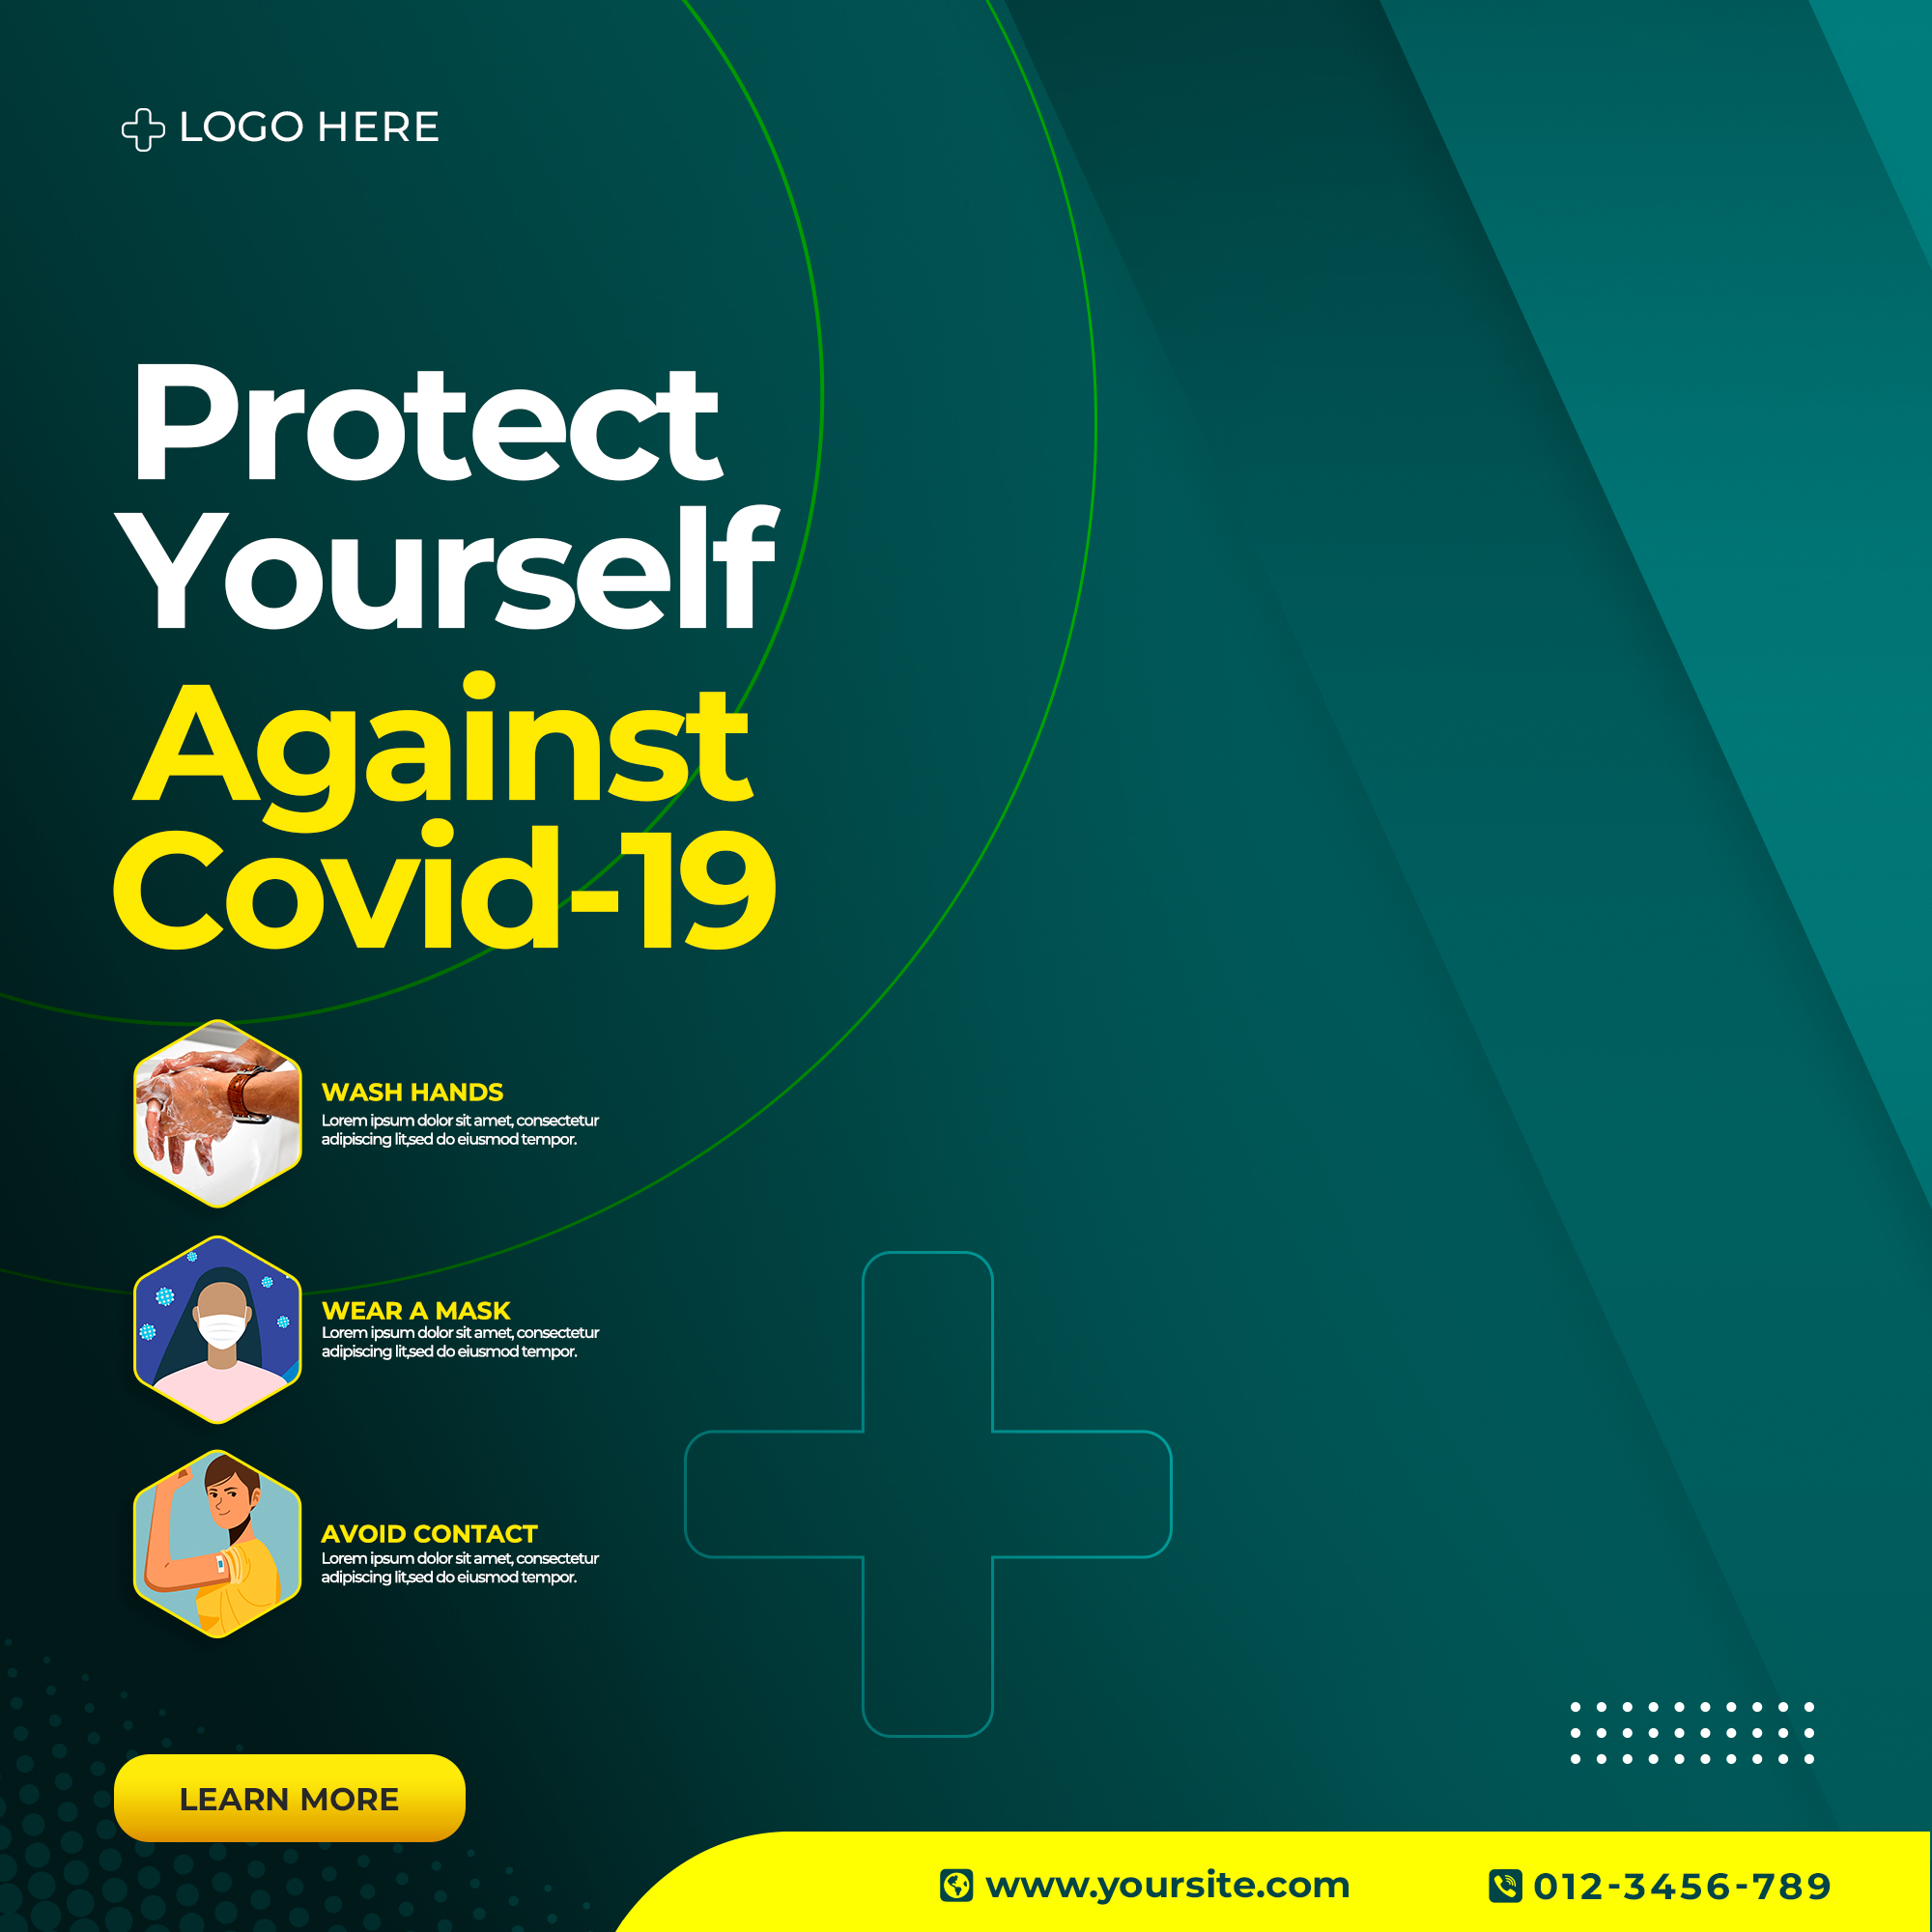 LOGO HERE
Protect
Yourself
Against
Covid-19
WASH HANDS
Lorem ipsum dolor sit amet, consectetur
adipiscing lit,sed do eiusmod tempor.
WEAR A MASK
Lorem ipsum dolor sit amet, consectetur
adipiscing lit,sed do eiusmod tempor.
AVOID CONTACT
Lorem ipsum dolor sit amet, consectetur
adipiscing lit,sed do eiusmod tempor.
LEARN MORE
www.yoursite.com
012-3456-789